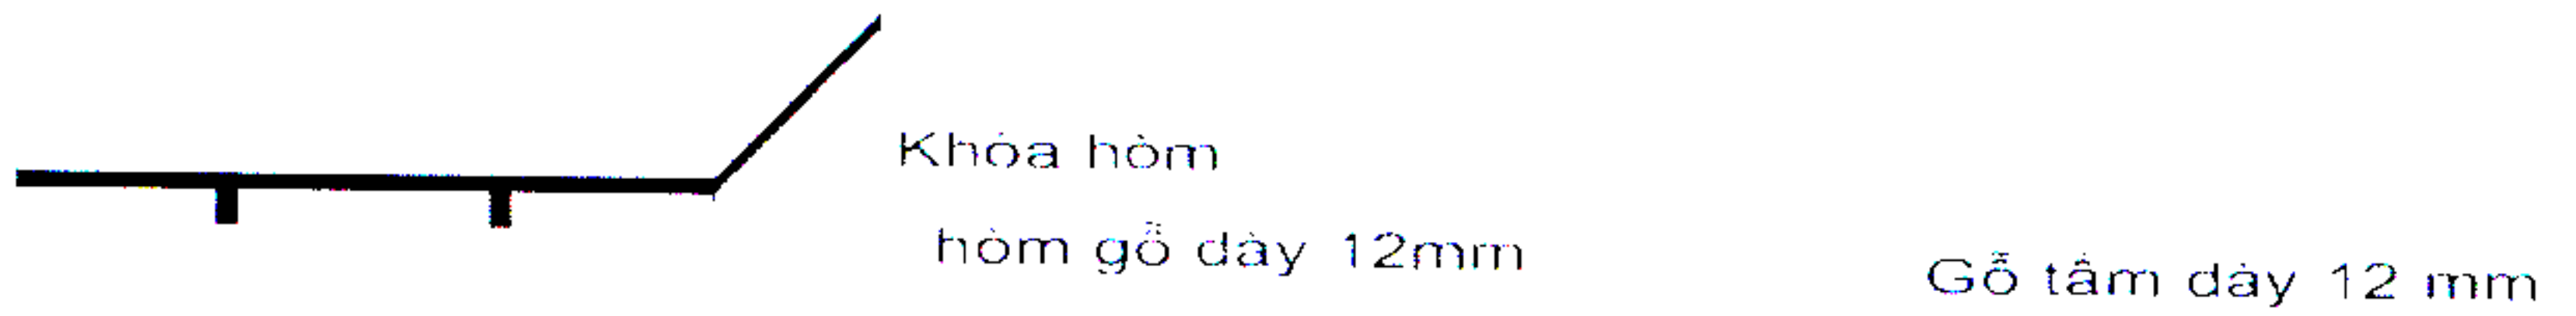 Khóa hòm
hòm gỗ dày 12mm
Gỗ tấm dày 12 mm